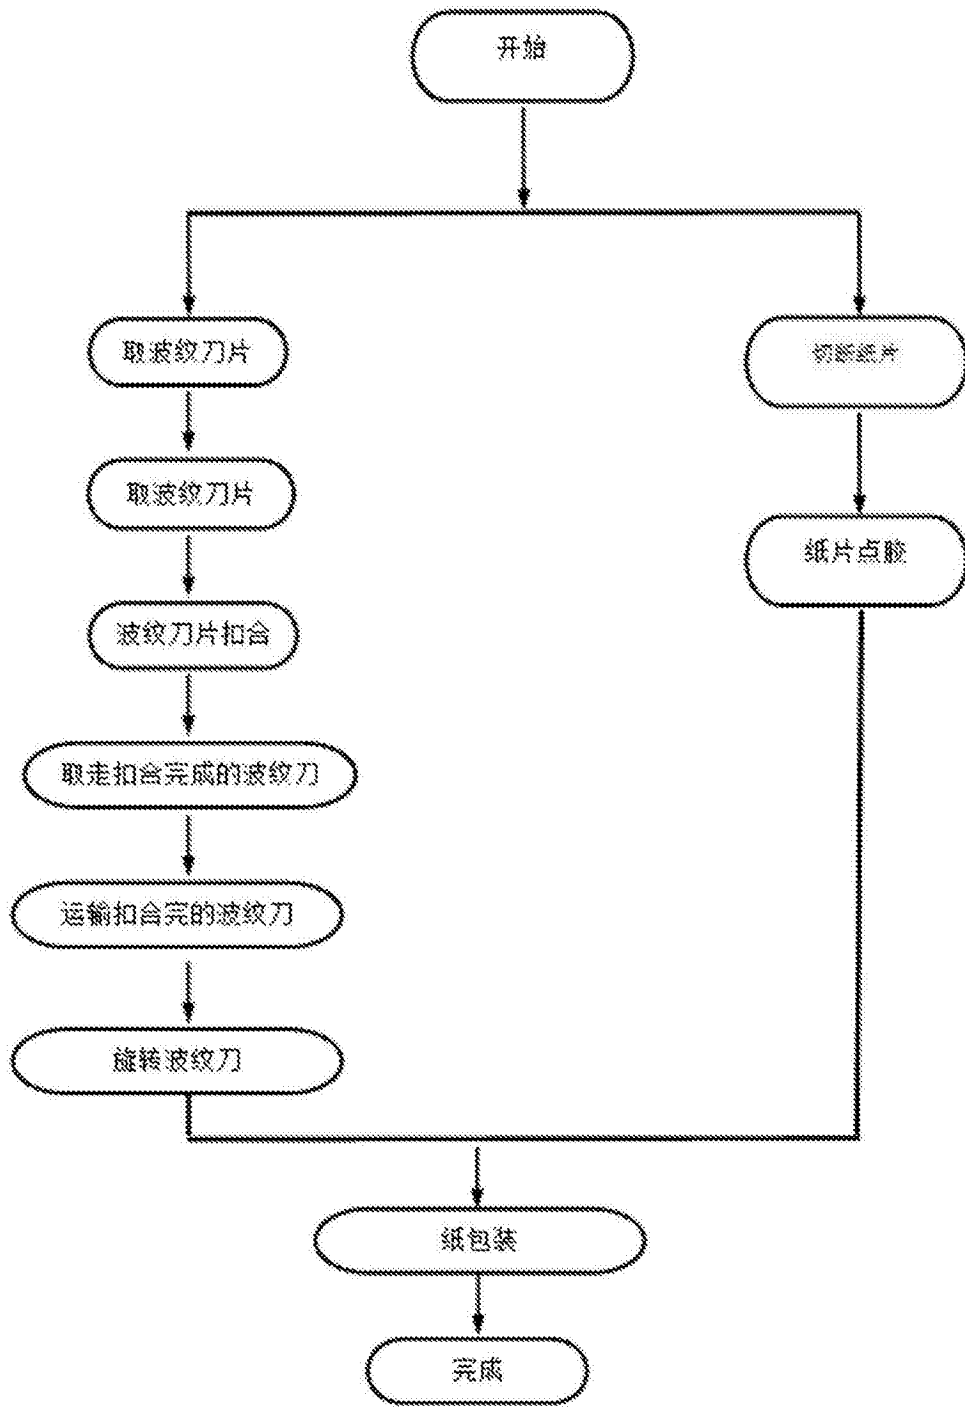 开始
取波纹刀片
切断纸片
取波纹刀片
纸片点胶
波纹刀片扣合
取走扣合完成的波纹刀
运输扣合完的波纹刀
旋转波纹刀
纸包装
完成